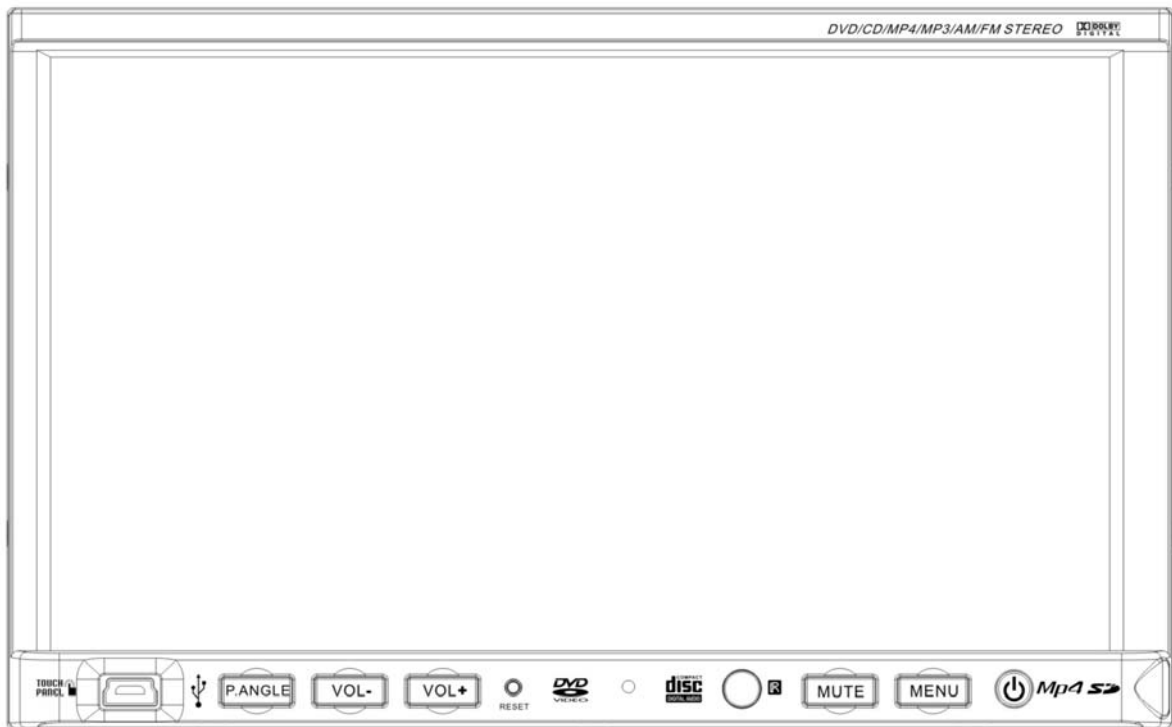 DVD/CD/MP4/MP3/AM/FM STEREO DOLBY
DIGITAL
TOUCH
PANEL
P.ANGLE
VOL-
VOL+
RESET
DVD
VIDEO
COMPACT
disc
DIGITAL AUDIO
R
MUTE
MENU
Mp4 SD